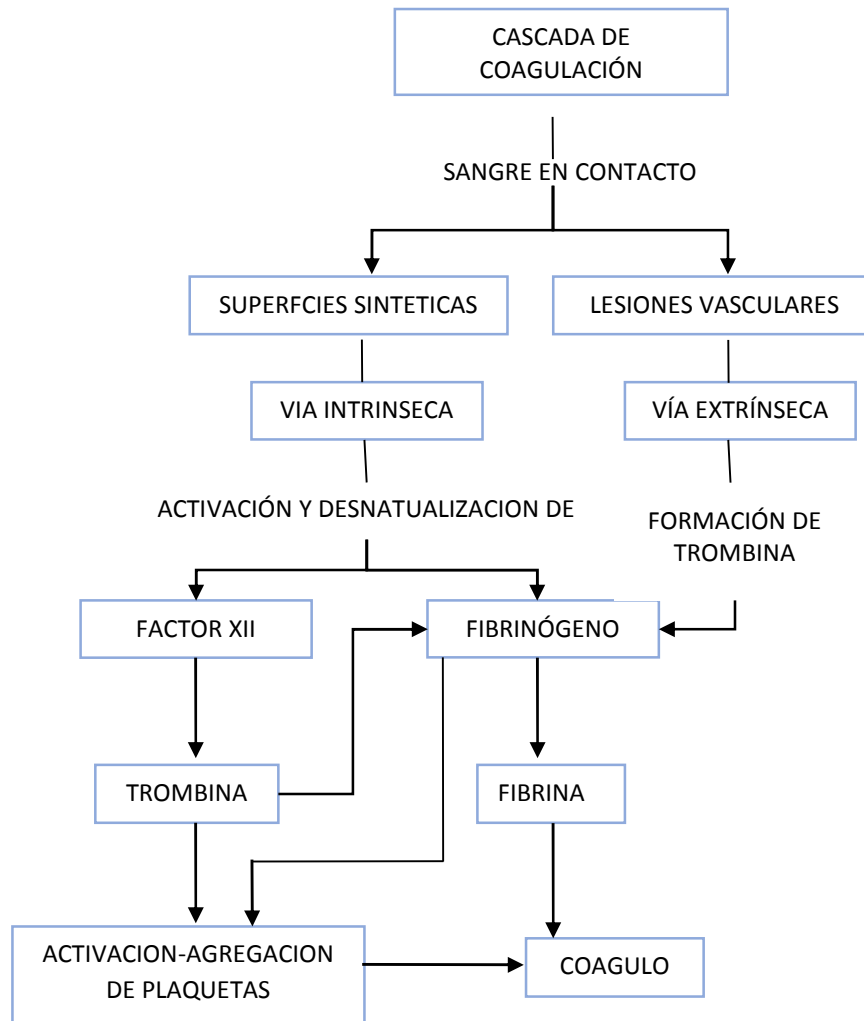 CASCADA DE
COAGULACIÓN
SANGRE EN CONTACTO
SUPERFCIES SINTETICAS
LESIONES VASCULARES
VIA INTRINSECA
VÍA EXTRÍNSECA
ACTIVACIÓN Y DESNATUALIZACION DE
FORMACIÓN DE
TROMBINA
FACTOR XII
FIBRINÓGENO
TROMBINA
FIBRINA
ACTIVACION-AGREGACION
DE PLAQUETAS
COAGULO